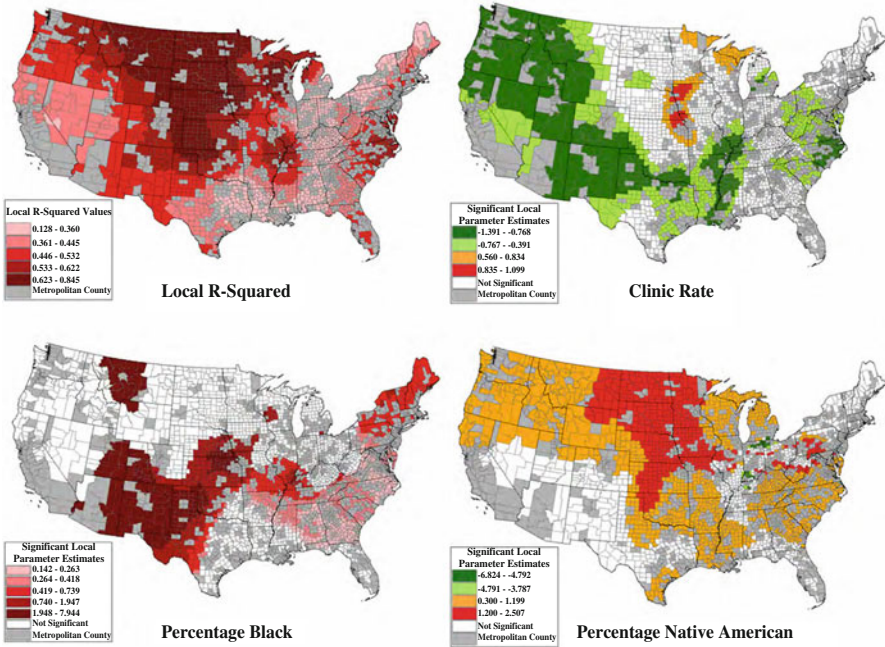 Local R-Squared Values
0.128 - 0.360
0.361 - 0.445
0.446 - 0.532
0.533 - 0.622
0.623 - 0.845
Metropolitan County
Local R-Squared
Significant Local
Parameter Estimates
-1.391 - -0.768
-0.767 - -0.391
0.560 - 0.834
0.835 - 1.099
Not Significant
Metropolitan County
Clinic Rate
Significant Local
Parameter Estimates
0.142 - 0.263
0.264 - 0.418
0.419 - 0.739
0.740 - 1.947
1.948 - 7.944
Not Significant
Metropolitan County
Percentage Black
Significant Local
Parameter Estimates
-6.824 - -4.792
-4.791 - -3.787
0.300 - 1.199
1.200 - 2.507
Not Significant
Metropolitan County
Percentage Native American